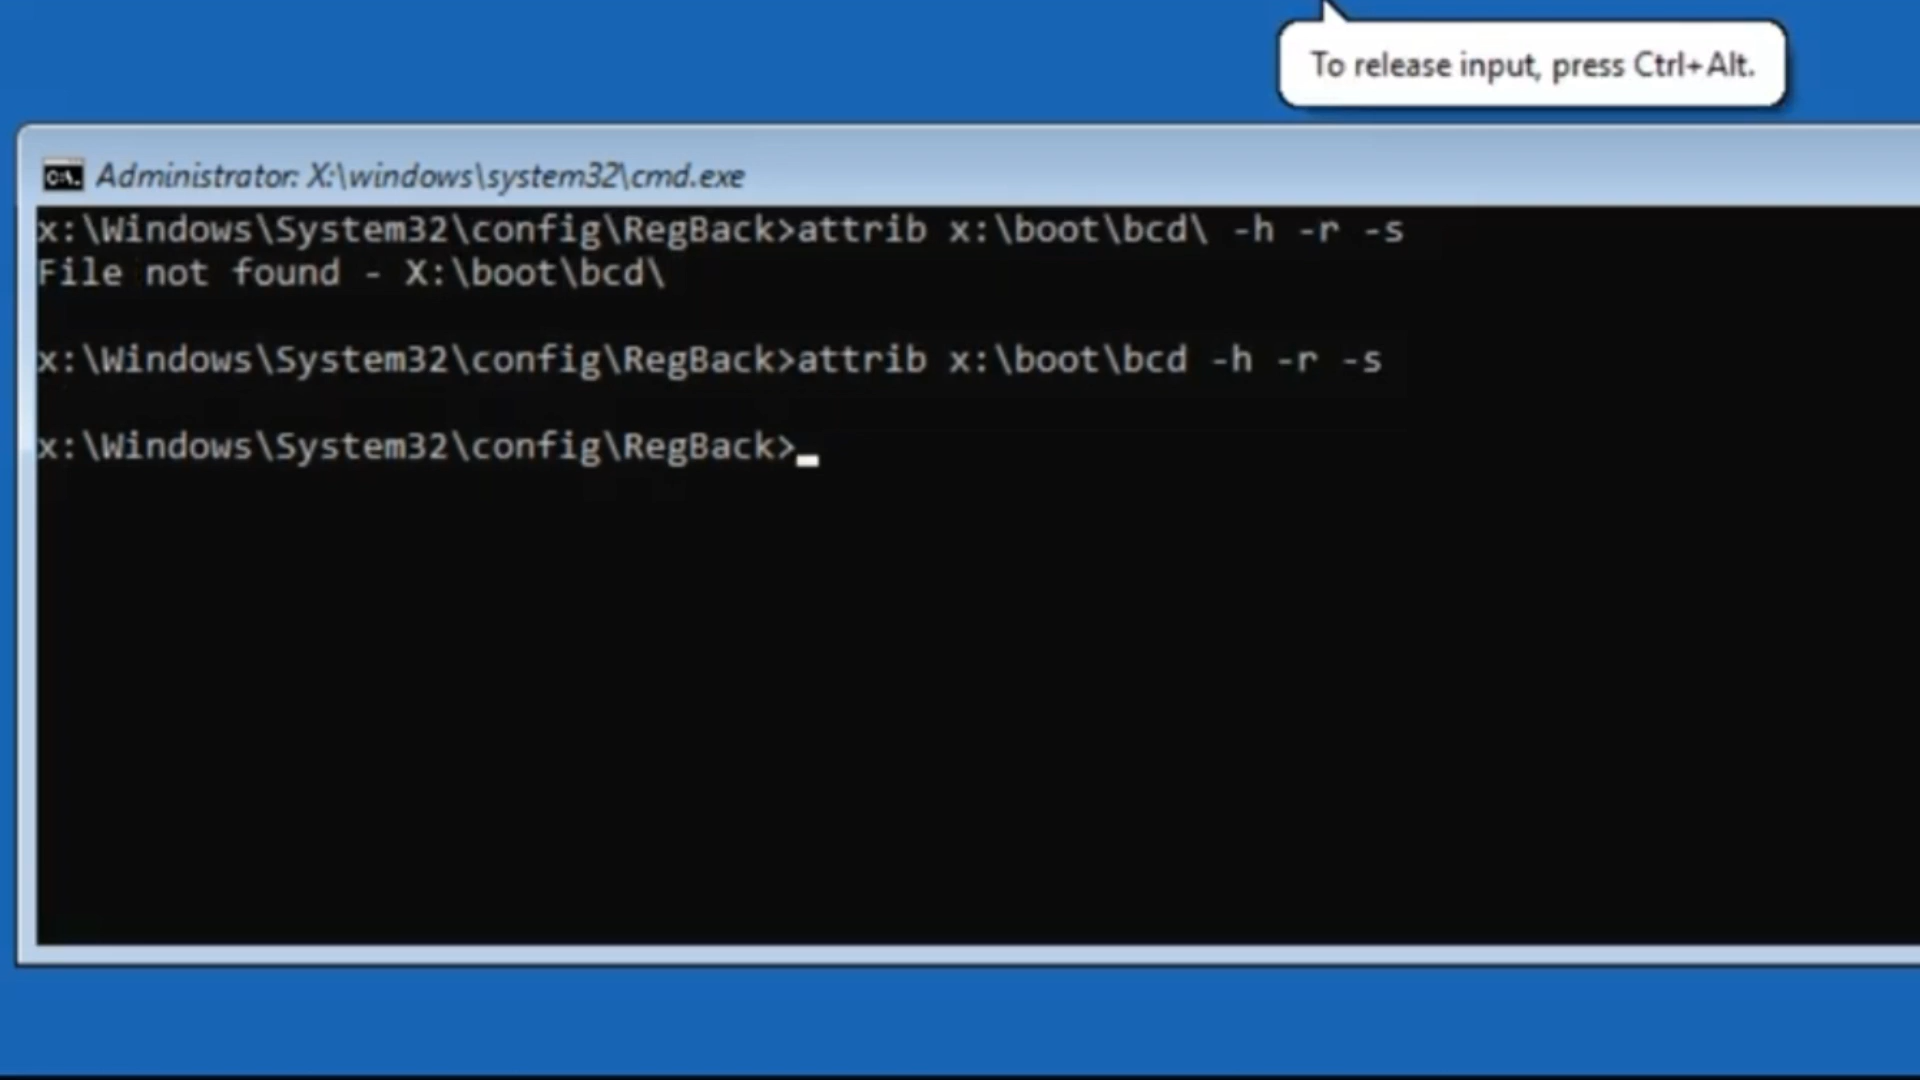 To release input, press Ctrl+Alt.
C:\. Administrator: X:\windows\system32\cmd.exe
x:\Windows\System32\config\RegBack>attrib x:\boot\bcd\ -h -r -s
File not found - X:\boot\bcd\
x:\Windows\System32\config\RegBack>attrib x:\boot\bcd -h -r -s
x:\Windows\System32\config\RegBack>